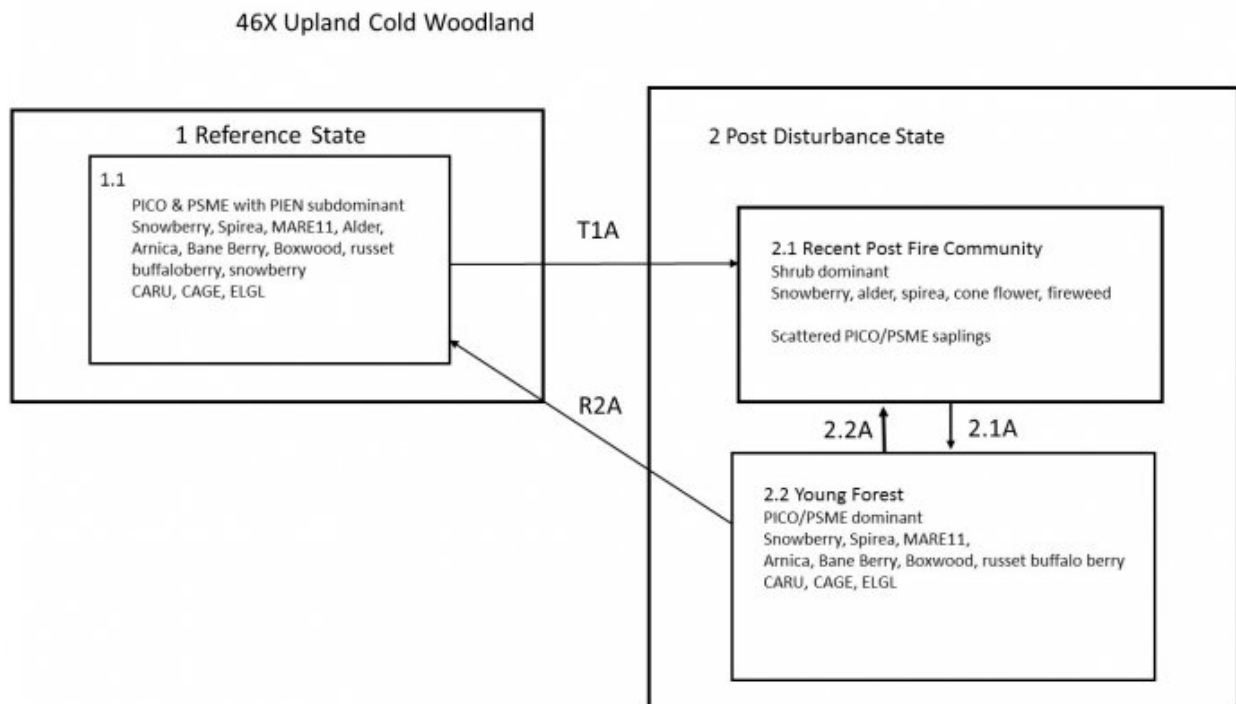 46X Upland Cold Woodland
1 Reference State
1.1
PICO & PSME with PIEN subdominant
Snowberry, Spirea, MARE11, Alder,
Arnica, Bane Berry, Boxwood, russet
buffaloberry, snowberry
CARU, CAGE, ELGL
T1A
R2A
2 Post Disturbance State
2.1 Recent Post Fire Community
Shrub dominant
Snowberry, alder, spirea, cone flower, fireweed
Scattered PICO/PSME saplings
2.2A
2.1A
2.2 Young Forest
PICO/PSME dominant
Snowberry, Spirea, MARE11,
Arnica, Bane Berry, Boxwood, russet buffalo berry
CARU, CAGE, ELGL